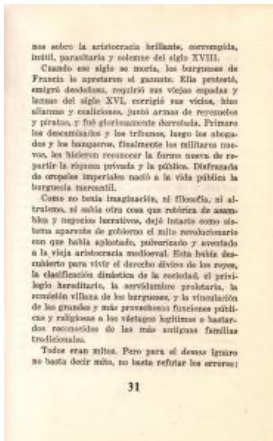 nes sobre la aristocracia brillante, corrompida,
inútil, parasitaria y solemne del siglo XVIII.
Cuando ese siglo se moría, los burgueses de
Francia le apretaron el gaznate. Ella protestó,
emigró desdeñosa, requirió sus viejas espadas y
lanzas del siglo XVI, corrigió sus vicios, hizo
alianzas y coaliciones, juntó armas de
y piratas, y fué gloriosamente derrotada. Primero
los descamisados y los tribunos, luego los aboga-
dos y los banqueros, finalmente los militares nue-
vos, las hicieron reconocer la forma nueva de re-
partir la riqueza privada y la pública. Disfrazada
de oropeles imperiales nació a la vida pública la
burguesía mercantil.
Como no tenía imaginación, ni filosofía, ni al-
truismo, ni sabía otra cosa que retórica de asam-
blea y negocios lucrativos, dejó intacto como sis-
tema aparente de gobierno el mito revolucionario
con que había aplastado, pulverizado y aventado
a la vieja aristocracia medioeval. Esta había des-
cubierto para vivir el derecho divino de los reyes,
la clasificación dinástica de la sociedad, el privi-
legio hereditario, la servidumbre proletaria, la
sumisión villana de los burgueses, y la vinculación
de las grandes y más provechosas funciones públi-
cas y religiosas a los vástagos legítimos o bastar-
dos reconocidos de las más antiguas familias
tradicionales.
Todos eran mitos. Pero para el demos ignaro
no basta decir mito, no basta refutar los errores:
31